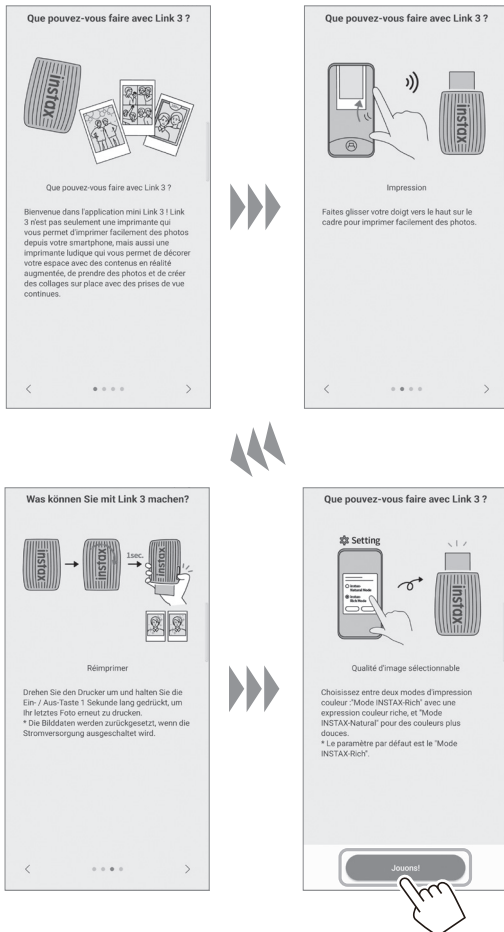 Que pouvez-vous faire avec Link 3 ?
instax
Que pouvez-vous faire avec Link 3 ?
Bienvenue dans l'application mini Link 3 ! Link
3 n'est pas seulement une imprimante qui
vous permet d'imprimer facilement des photos
depuis votre smartphone, mais aussi une
imprimante ludique qui vous permet de décorer
votre espace avec des contenus en réalité
augmentée, de prendre des photos et de créer
des collages sur place avec des prises de vue
continues.
Que pouvez-vous faire avec Link 3 ?
instax
Impression
Faites glisser votre doigt vers le haut sur le
cadre pour imprimer facilement des photos.
Was können Sie mit Link 3 machen?
instax
instax
1sec.
instax
Réimprimer
Drehen Sie den Drucker um und halten Sie die
Ein- / Aus-Taste 1 Sekunde lang gedrückt, um
Ihr letztes Foto erneut zu drucken.
* Die Bilddaten werden zurückgesetzt, wenn die
Stromversorgung ausgeschaltet wird.
Que pouvez-vous faire avec Link 3 ?
Setting
instax
Natural Mode
instax
Rich Mode
instax
Qualité d'image sélectionnable
Choisissez entre deux modes d'impression
couleur :"Mode INSTAX-Rich" avec une
expression couleur riche, et "Mode
INSTAX-Natural" pour des couleurs plus
douces.
* Le paramètre par défaut est le "Mode
INSTAX-Rich".
Jouons!